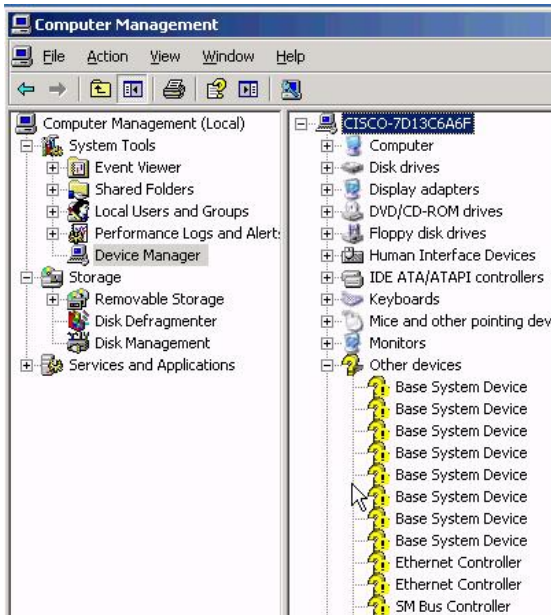 Computer Management
File Action View Window Help
Computer Management (Local)
System Tools
Event Viewer
Shared Folders
Local Users and Groups
Performance Logs and Alert
Device Manager
Storage
Removable Storage
Disk Defragmenter
Disk Management
Services and Applications
CISCO-7D13C6A6F
Computer
Disk drives
Display adapters
DVD/CD-ROM drives
Floppy disk drives
Human Interface Devices
IDE ATA/ATAPI controllers
Keyboards
Mice and other pointing dev
Monitors
Other devices
Base System Device
Base System Device
Base System Device
Base System Device
Base System Device
Base System Device
Base System Device
Base System Device
Ethernet Controller
Ethernet Controller
SM Bus Controller